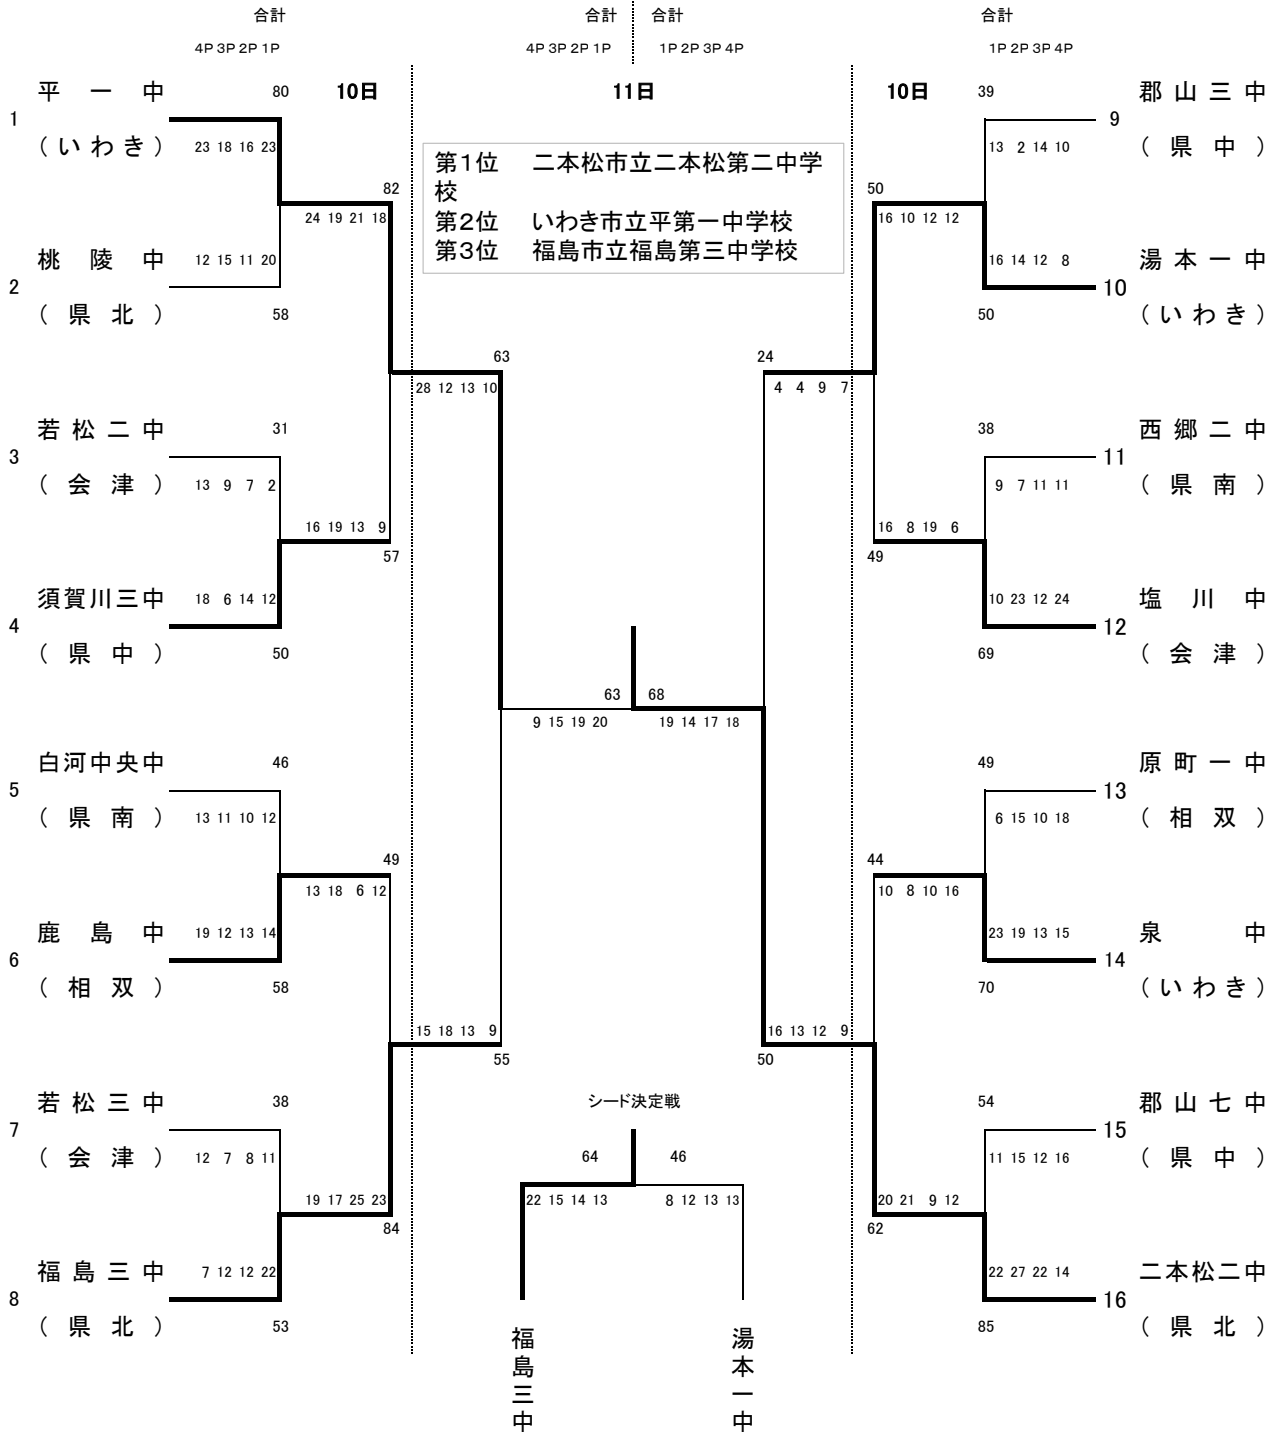 合計 合計 合計 合計
4P 3P 2P 1P 4P 3P 2P 1P 1P 2P 3P 4P 1P 2P 3P 4P
平一中 80 10日 11日 10日 39 郡山三中
1 9
(いわき) 23 18 16 23 13 2 14 10 (県中)
第1位 二本松市立二本松第二中学
校
第2位 いわき市立平第一中学校
第3位 福島市立福島第三中学校
82 50
24 19 21 18 16 10 12 12
桃陵中 12 15 11 20 16 14 12 8 湯本一中
2 10
(県北) 58 50 (いわき)
63 24
28 12 13 10 4 4 9 7
若松二中 31 38 西郷二中
3 11
(会津) 13 9 7 2 9 7 11 11 (県南)
16 19 13 9 16 8 19 6
57 49
須賀川三中 18 6 14 12 10 23 12 24 塩川中
4 12
(県中) 50 69 (会津)
63 68
9 15 19 20 19 14 17 18
白河中央中 46 49 原町一中
5 13
(県南) 13 11 10 12 6 15 10 18 (相双)
49 44
13 18 6 12 10 8 10 16
鹿島中 19 12 13 14 23 19 13 15 泉中
6 14
(相双) 58 70 (いわき)
15 18 13 9 16 13 12 9
55 50
若松三中 38 シード決定戦 54 郡山七中
7 15
(会津) 12 7 8 11 64 46 11 15 12 16 (県中)
19 17 25 23 22 15 14 13 8 12 13 13 20 21 9 12
84 62
福島三中 7 12 12 22 22 27 22 14 二本松二中
8 16
(県北) 53 85 (県北)
福島三中 湯本一中